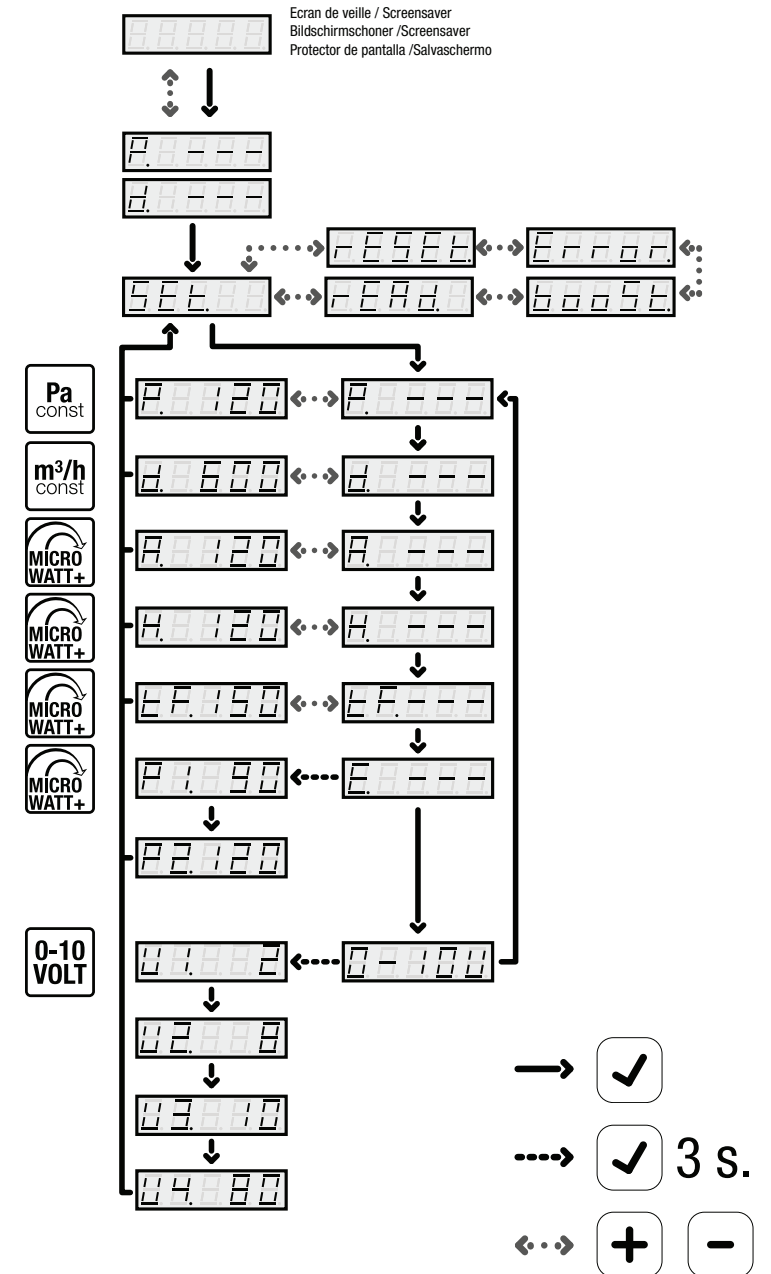 Ecran de veille / Screensaver
Bildschirmschoner /Screensaver
Protector de pantalla /Salvaschermo
P. ---
d. ---
rESEt. Error.
SEt. rEAd. booSt.
Pa
const
P. 120 P. ---
m³/h
const
d. 600 d. ---
MICRO
WATT+
A. 120 A. ---
MICRO
WATT+
H. 120 H. ---
MICRO
WATT+
tF. 150 tF. ---
MICRO
WATT+
P1. 90 E. ---
P2. 120
0-10
VOLT
U1. 2 0-10U
U2. 8
U3. 10
3 s.
U4. 80